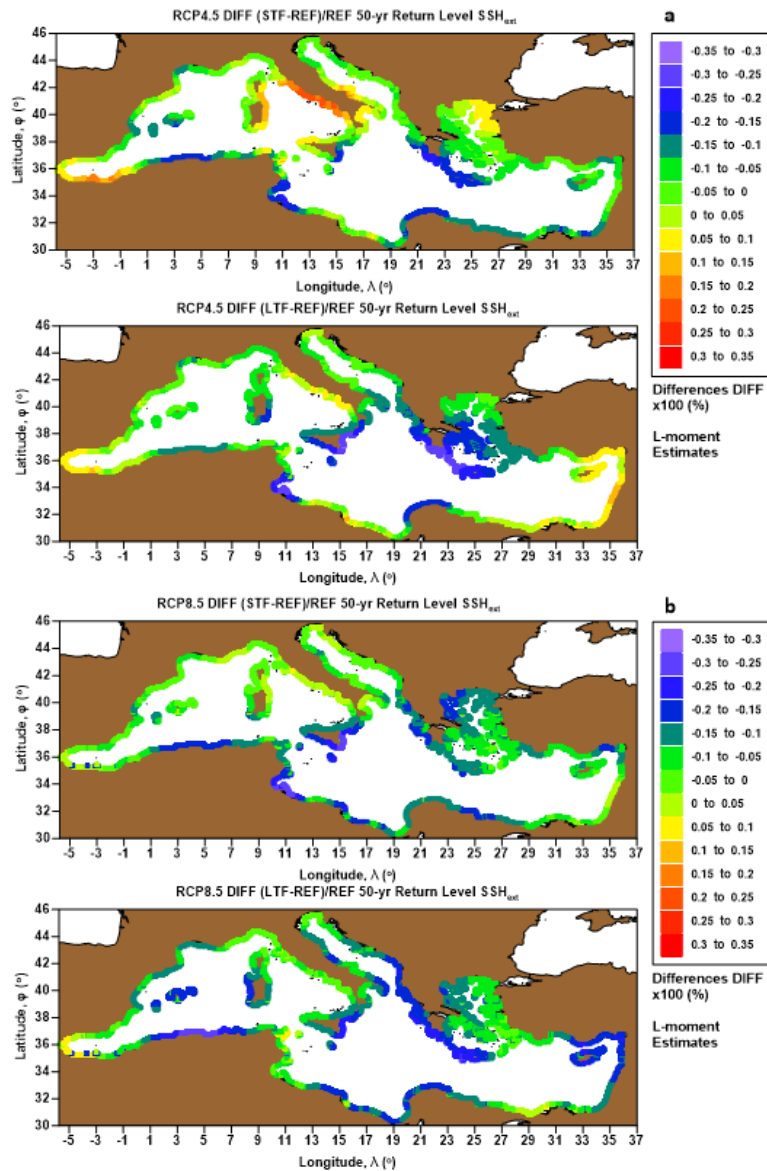 RCP4.5 DIFF (STF-REF)/REF 50-yr Return Level SSHext
a
46
44
42
40
38
36
34
32
30
Latitude, φ (°)
-5 -3 -1 1 3 5 7 9 11 13 15 17 19 21 23 25 27 29 31 33 35 37
Longitude, λ (°)
-0.35 to -0.3
-0.3 to -0.25
-0.25 to -0.2
-0.2 to -0.15
-0.15 to -0.1
-0.1 to -0.05
-0.05 to 0
0 to 0.05
0.05 to 0.1
0.1 to 0.15
0.15 to 0.2
0.2 to 0.25
0.25 to 0.3
0.3 to 0.35
Differences DIFF
x100 (%)
L-moment
Estimates
RCP4.5 DIFF (LTF-REF)/REF 50-yr Return Level SSHext
46
44
42
40
38
36
34
32
30
Latitude, φ (°)
-5 -3 -1 1 3 5 7 9 11 13 15 17 19 21 23 25 27 29 31 33 35 37
Longitude, λ (°)
RCP8.5 DIFF (STF-REF)/REF 50-yr Return Level SSHext
b
46
44
42
40
38
36
34
32
30
Latitude, φ (°)
-5 -3 -1 1 3 5 7 9 11 13 15 17 19 21 23 25 27 29 31 33 35 37
Longitude, λ (°)
-0.35 to -0.3
-0.3 to -0.25
-0.25 to -0.2
-0.2 to -0.15
-0.15 to -0.1
-0.1 to -0.05
-0.05 to 0
0 to 0.05
0.05 to 0.1
0.1 to 0.15
0.15 to 0.2
0.2 to 0.25
0.25 to 0.3
0.3 to 0.35
Differences DIFF
x100 (%)
L-moment
Estimates
RCP8.5 DIFF (LTF-REF)/REF 50-yr Return Level SSHext
46
44
42
40
38
36
34
32
30
Latitude, φ (°)
-5 -3 -1 1 3 5 7 9 11 13 15 17 19 21 23 25 27 29 31 33 35 37
Longitude, λ (°)